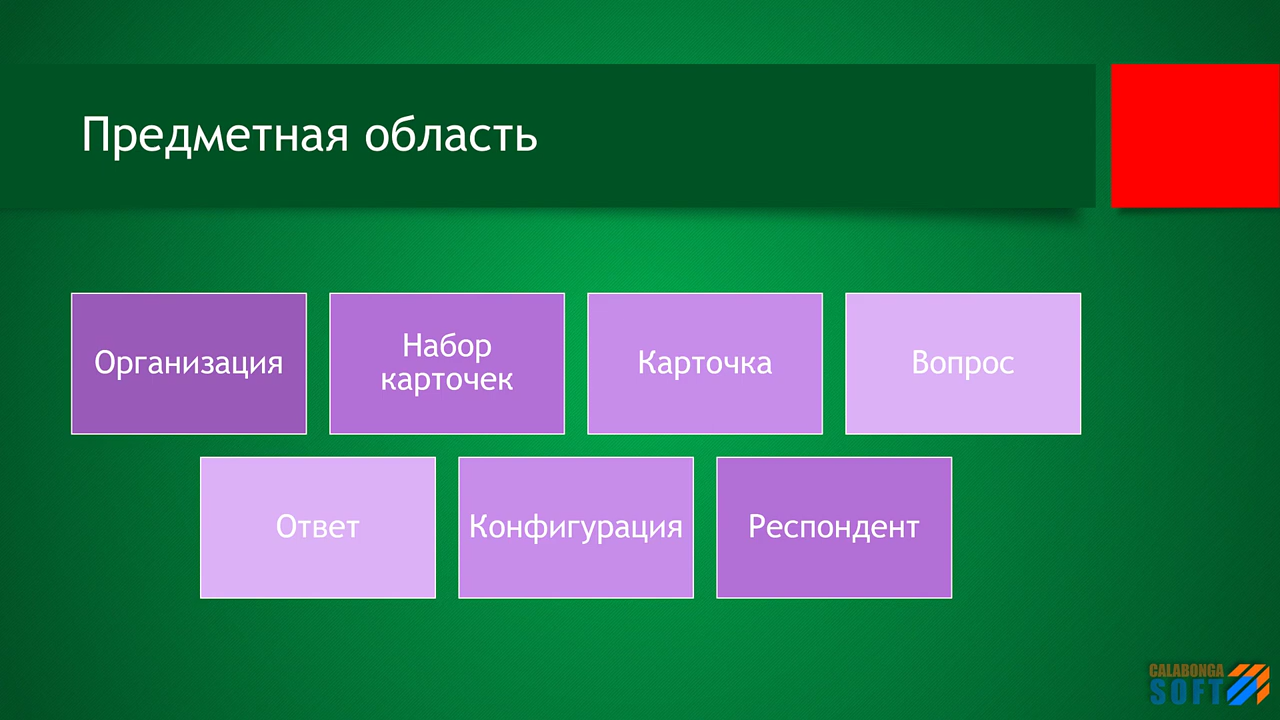 Предметная область
Организация
Набор
карточек
Карточка
Вопрос
Ответ
Конфигурация
Респондент
CALABONGA
SOFT